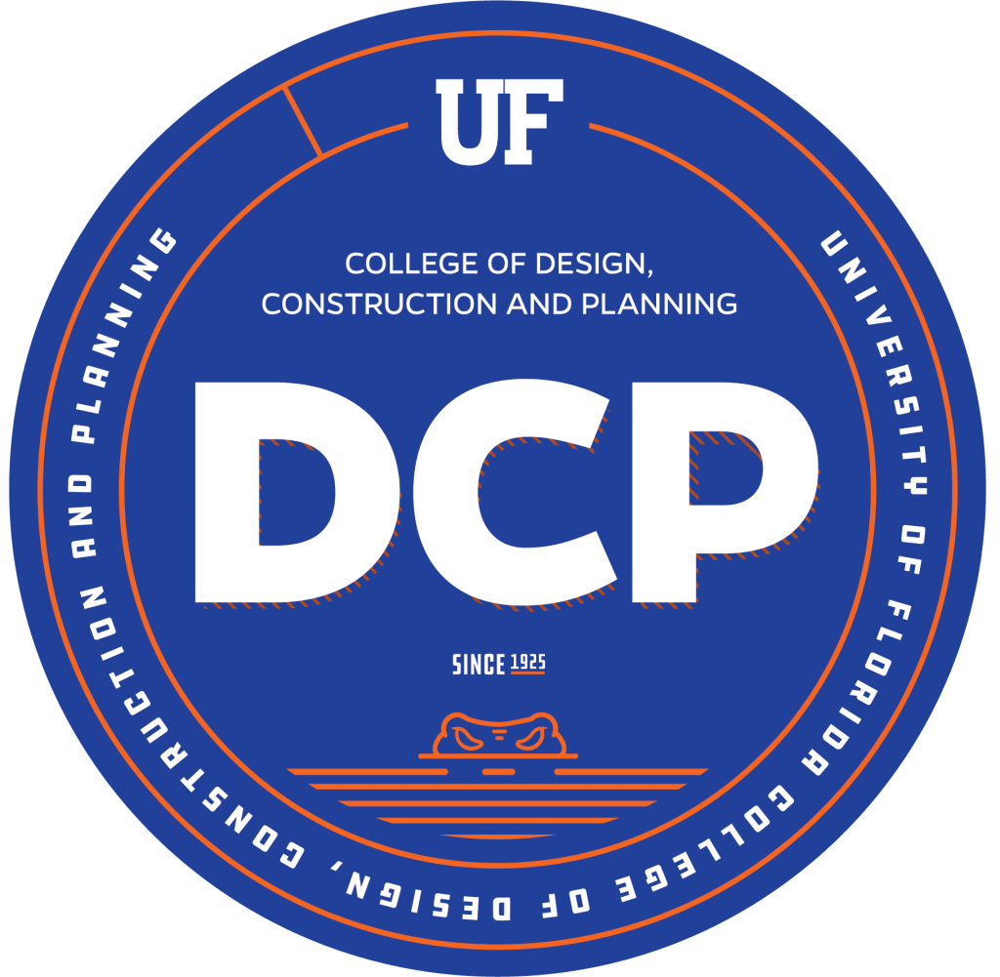 UF
COLLEGE OF DESIGN,
CONSTRUCTION AND PLANNING
DCP
SINCE 1925
UNIVERSITY OF FLORIDA COLLEGE OF DESIGN, CONSTRUCTION AND PLANNING